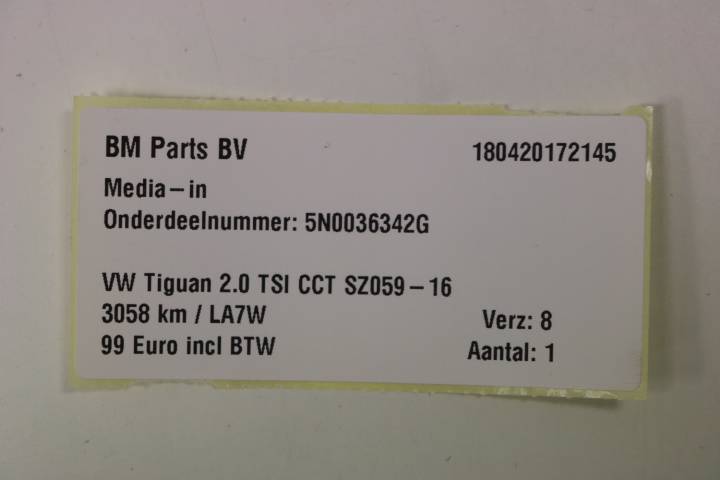 BM Parts BV 180420172145
Media-in
Onderdeelnummer: 5N0036342G
VW Tiguan 2.0 TSI CCT SZ059-16
3058 km / LA7W Verz: 8
99 Euro incl BTW Aantal: 1